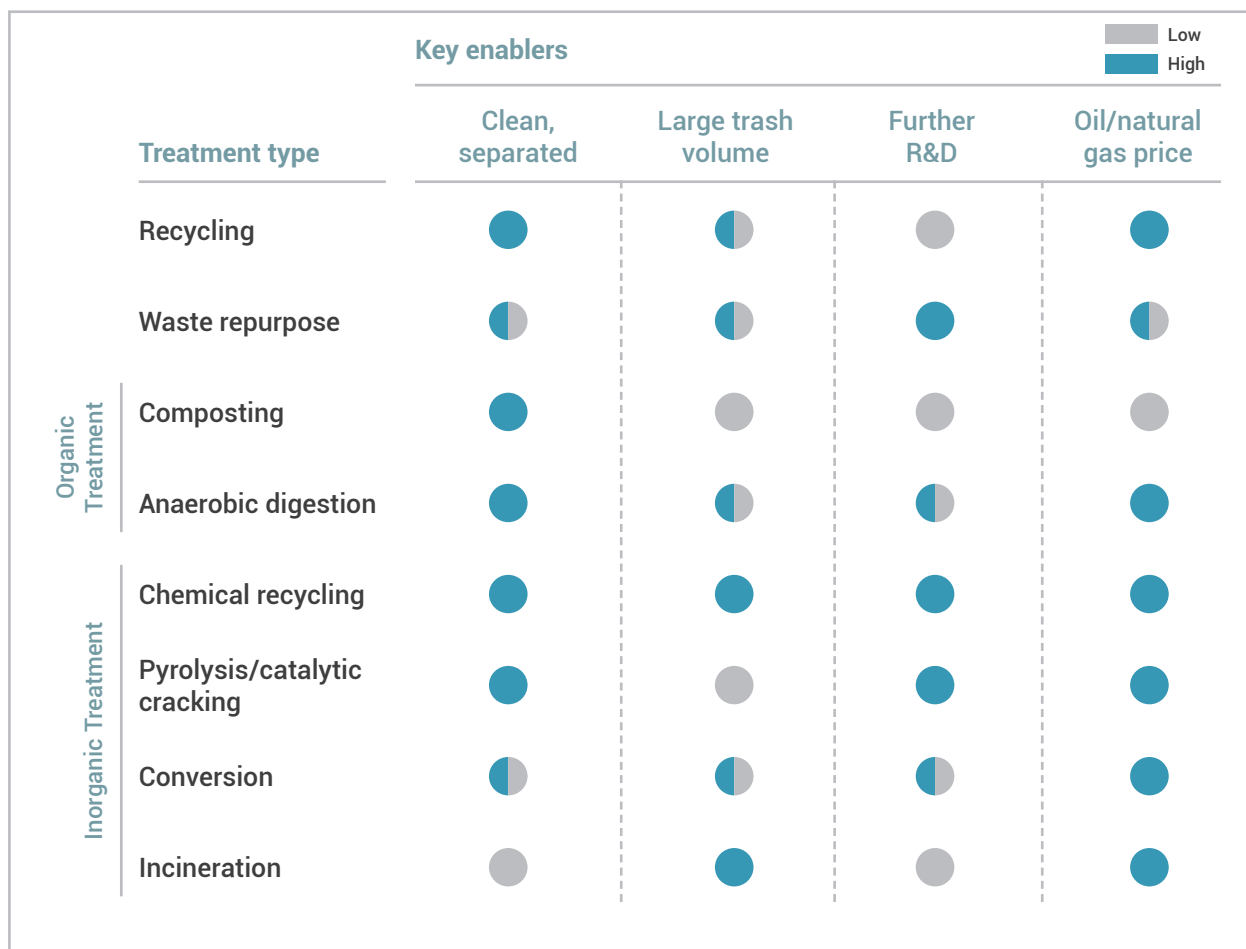 Key enablers
Low
High
Treatment type
Clean,
separated
Large trash
volume
Further
R&D
Oil/natural
gas price
Recycling
Waste repurpose
Organic
Treatment
Composting
Anaerobic digestion
Inorganic Treatment
Chemical recycling
Pyrolysis/catalytic
cracking
Conversion
Incineration